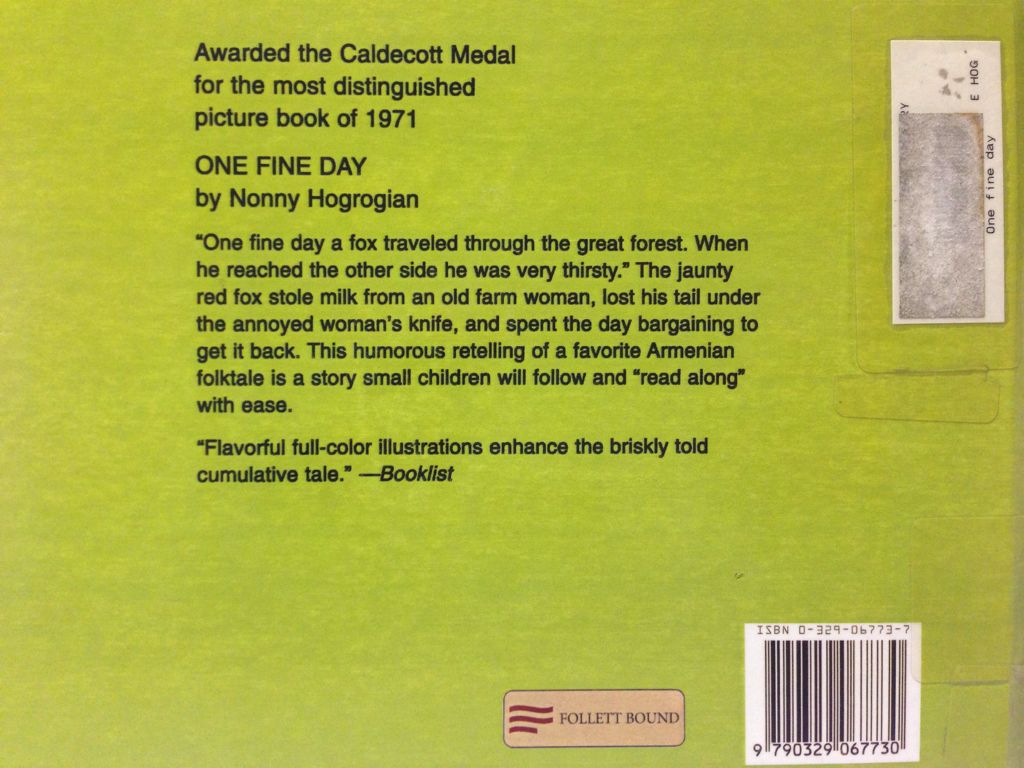 Awarded the Caldecott Medal
for the most distinguished
picture book of 1971
ONE FINE DAY
by Nonny Hogrogian
“One fine day a fox traveled through the great forest. When
he reached the other side he was very thirsty.” The jaunty
red fox stole milk from an old farm woman, lost his tail under
the annoyed woman’s knife, and spent the day bargaining to
get it back. This humorous retelling of a favorite Armenian
folktale is a story small children will follow and “read along”
with ease.
“Flavorful full-color illustrations enhance the briskly told
cumulative tale.” —Booklist
E HOG
One fine day
FOLLETT BOUND
ISBN 0-329-06773-7
9 790329 067730